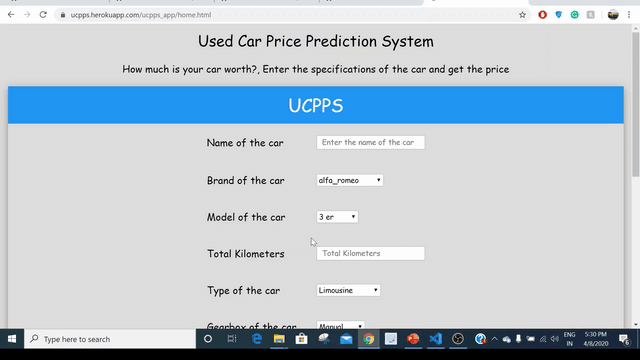 ucpps.herokuapp.com/ucpps_app/home.html
Used Car Price Prediction System
How much is your car worth?, Enter the specifications of the car and get the price
UCPPS
Name of the car
Enter the name of the car
Brand of the car
alfa_romeo
Model of the car
3 er
Total Kilometers
Total Kilometers
Type of the car
Limousine
Gearbox of the car
Manual
Type here to search
ENG
IN
5:30 PM
4/8/2020
6